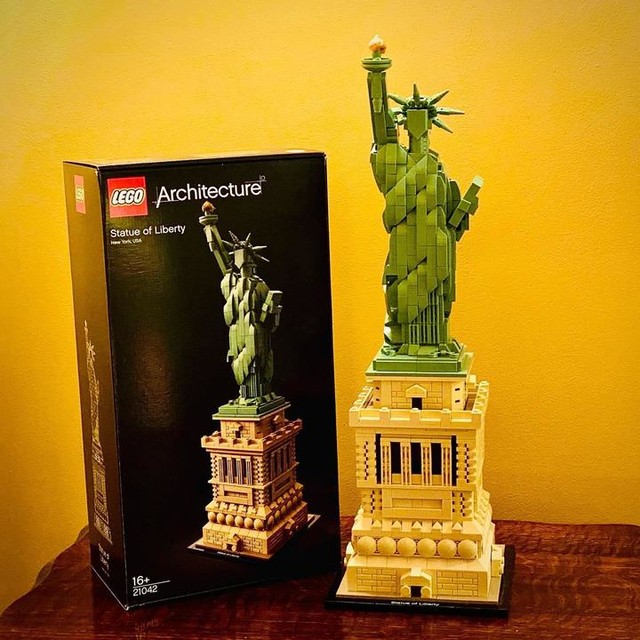 LEGO Architecture
Statue of Liberty
New York, USA
16+
21042
Statue of Liberty